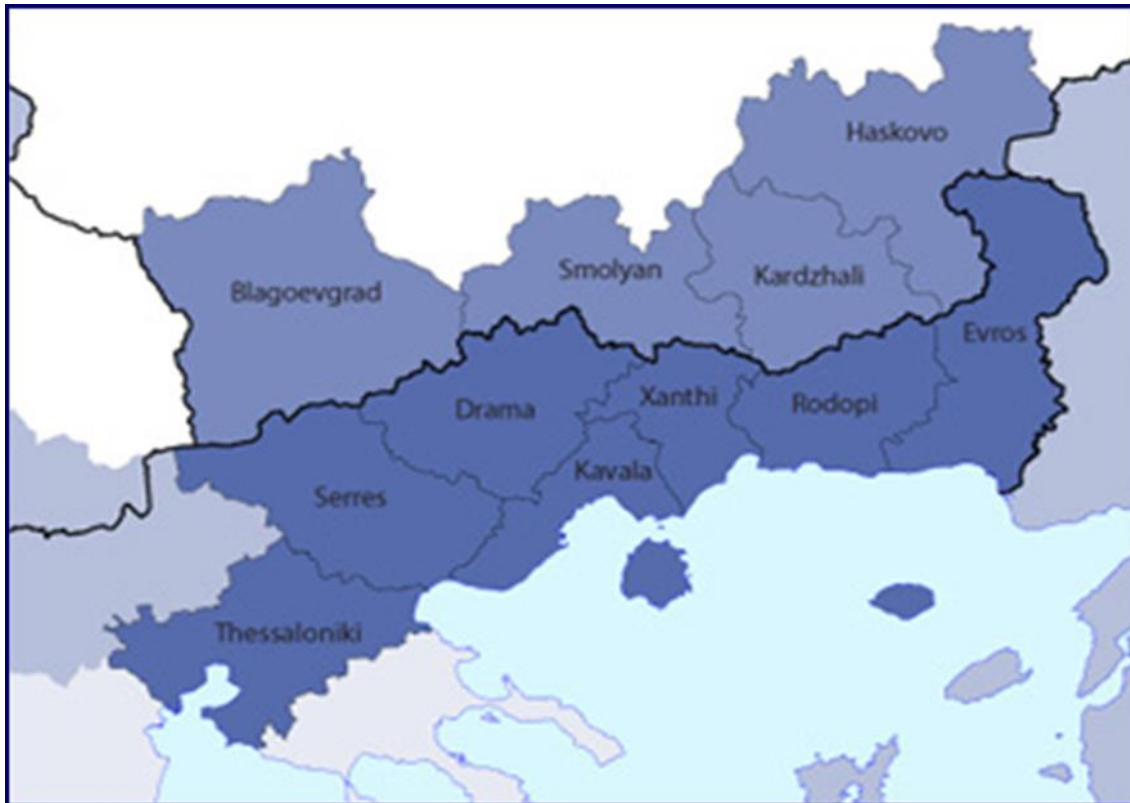 Haskovo
Smolyan
Kardzhali
Blagoevgrad
Evros
Xanthi
Rodopi
Drama
Kavala
Serres
Thessaloniki